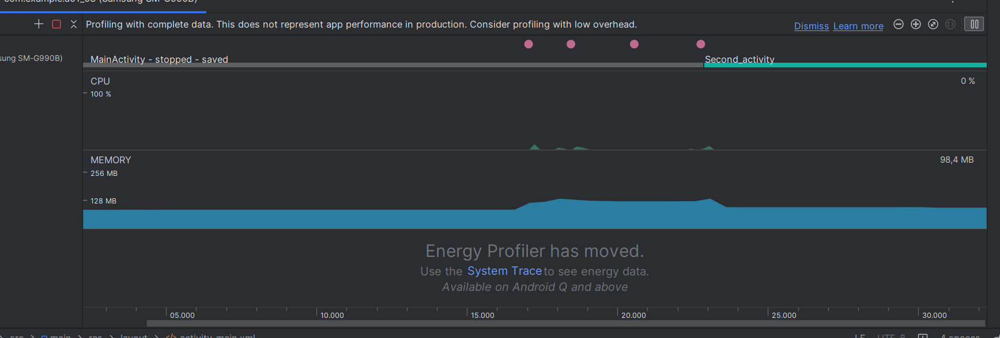 com.example.a01_08 (Samsung SM-G990B)
Profiling with complete data. This does not represent app performance in production. Consider profiling with low overhead.
Dismiss Learn more
sung SM-G990B)
MainActivity - stopped - saved
Second_activity
CPU
0 %
100 %
MEMORY
98,4 MB
256 MB
128 MB
Energy Profiler has moved.
Use the System Trace to see energy data.
Available on Android Q and above
05.000
10.000
15.000
20.000
25.000
30.000
src > main > res > layout > </> activity_main.xml
LF UTF-8 4 spaces